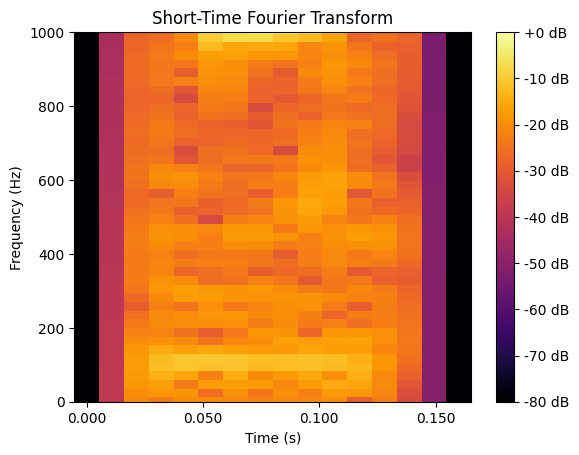 Short-Time Fourier Transform
1000
800
600
400
200
0
Frequency (Hz)
0.000
0.050
0.100
0.150
Time (s)
+0 dB
-10 dB
-20 dB
-30 dB
-40 dB
-50 dB
-60 dB
-70 dB
-80 dB